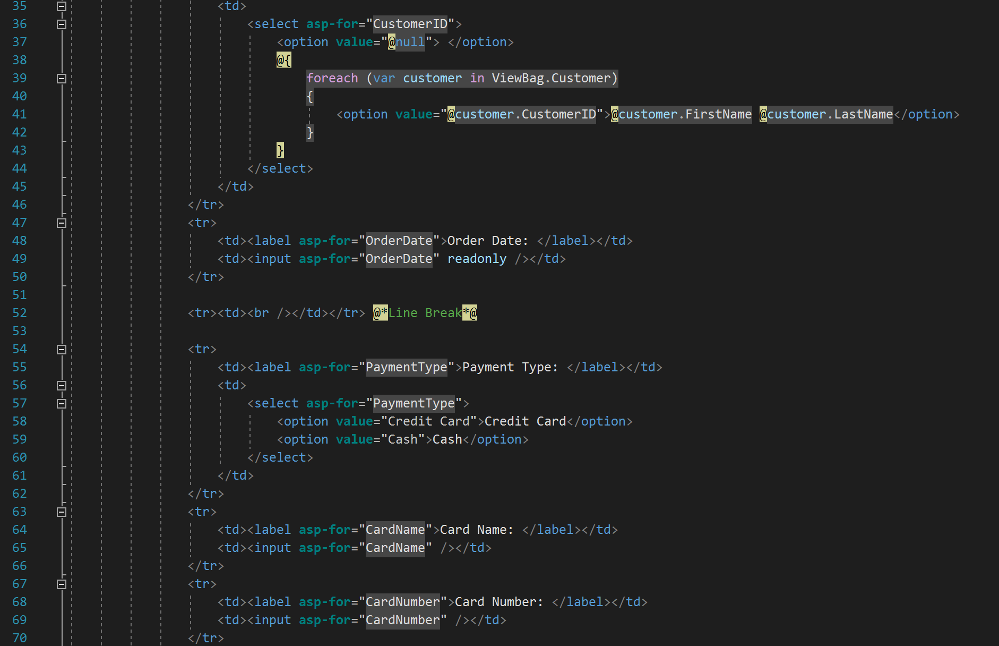 35 <td>
36 <select asp-for="CustomerID">
37 <option value="@null"> </option>
38 @{
39 foreach (var customer in ViewBag.Customer)
40 {
41 <option value="@customer.CustomerID">@customer.FirstName @customer.LastName</option>
42 }
43 }
44 </select>
45 </td>
46 </tr>
47 <tr>
48 <td><label asp-for="OrderDate">Order Date: </label></td>
49 <td><input asp-for="OrderDate" readonly /></td>
50 </tr>
51
52 <tr><td><br /></td></tr> @*Line Break*@
53
54 <tr>
55 <td><label asp-for="PaymentType">Payment Type: </label></td>
56 <td>
57 <select asp-for="PaymentType">
58 <option value="Credit Card">Credit Card</option>
59 <option value="Cash">Cash</option>
60 </select>
61 </td>
62 </tr>
63 <tr>
64 <td><label asp-for="CardName">Card Name: </label></td>
65 <td><input asp-for="CardName" /></td>
66 </tr>
67 <tr>
68 <td><label asp-for="CardNumber">Card Number: </label></td>
69 <td><input asp-for="CardNumber" /></td>
70 </tr>